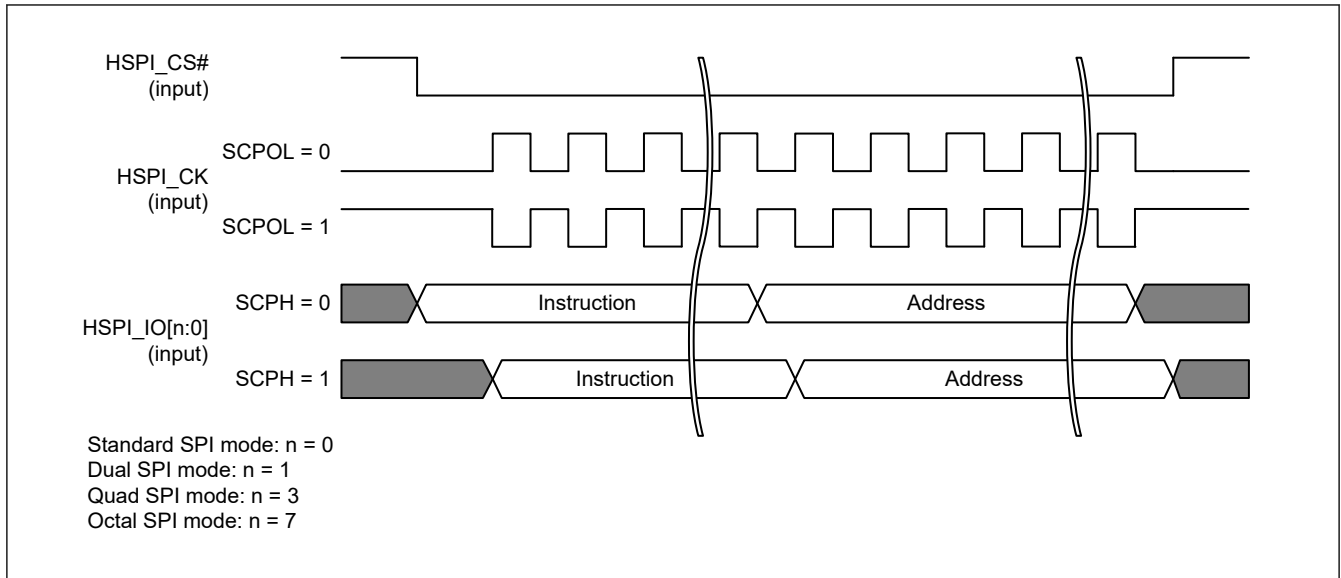 HSPI_CS#
(input)
SCPOL = 0
HSPI_CK
(input)
SCPOL = 1
SCPH = 0
Instruction
Address
HSPI_IO[n:0]
(input)
SCPH = 1
Instruction
Address
Standard SPI mode: n = 0
Dual SPI mode: n = 1
Quad SPI mode: n = 3
Octal SPI mode: n = 7